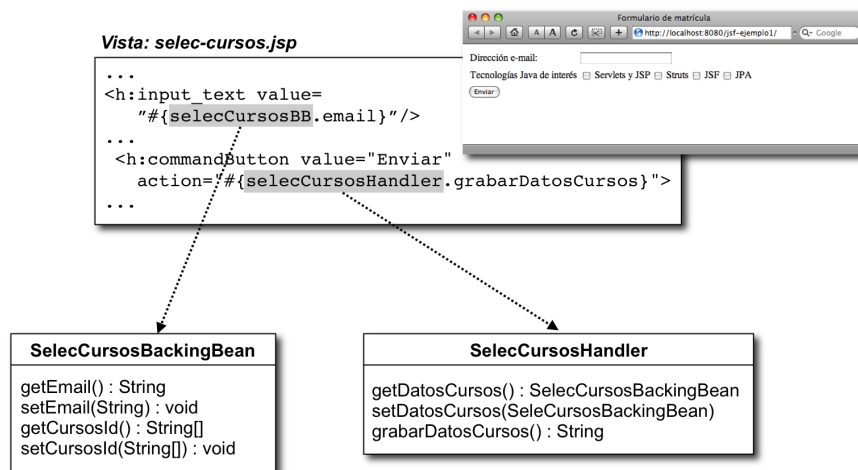 Vista: selec-cursos.jsp
...
<h:input_text value=
"#{selecCursosBB.email}"/>
...
<h:commandButton value="Enviar"
action="#{selecCursosHandler.grabarDatosCursos}">
...
Formulario de matrícula
A A http://localhost:8080/jsf-ejemplo1/ Google
Dirección e-mail:
Tecnologías Java de interés Servlets y JSP Struts JSF JPA
Enviar
SelecCursosBackingBean
getEmail() : String
setEmail(String) : void
getCursosId() : String[]
setCursosId(String[]) : void
SelecCursosHandler
getDatosCursos() : SelecCursosBackingBean
setDatosCursos(SeleCursosBackingBean)
grabarDatosCursos() : String